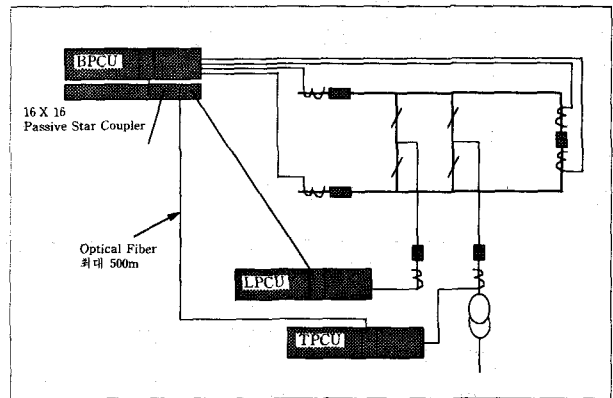 BPCU
16 X 16
Passive Star Coupler
Optical Fiber
최대 500m
LPCU
TPCU